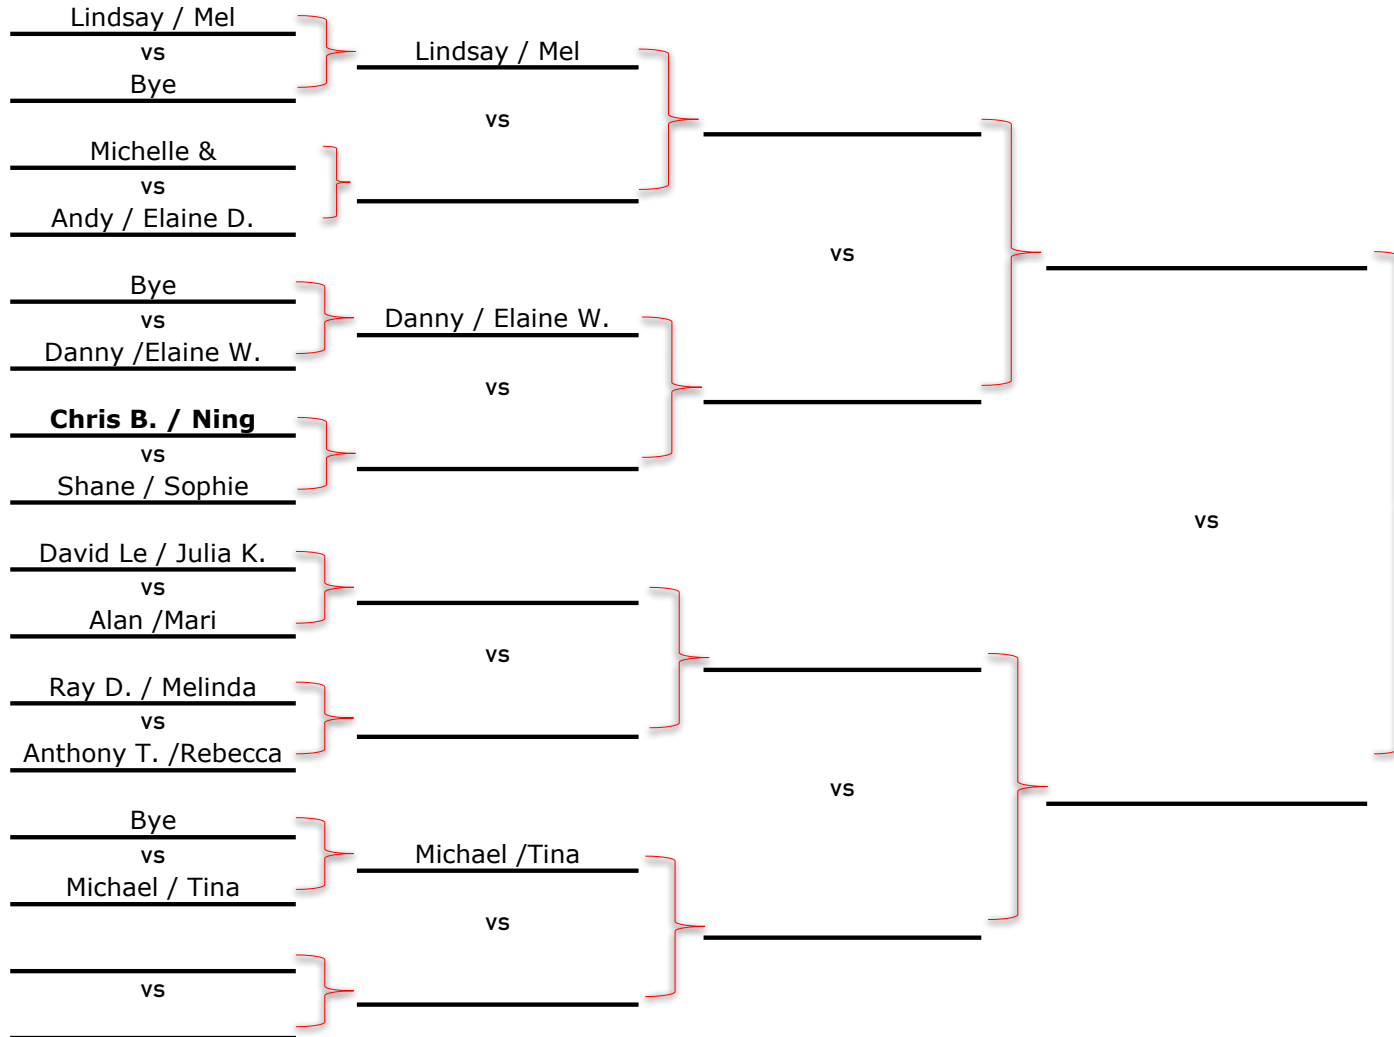 Lindsay / Mel
vs
Bye
Michelle &
vs
Andy / Elaine D.
Bye
vs
Danny /Elaine W.
Chris B. / Ning
vs
Shane / Sophie
David Le / Julia K.
vs
Alan /Mari
Ray D. / Melinda
vs
Anthony T. /Rebecca
Bye
vs
Michael / Tina
vs
Lindsay / Mel
vs
Danny / Elaine W.
vs
vs
Michael /Tina
vs
vs
vs
vs